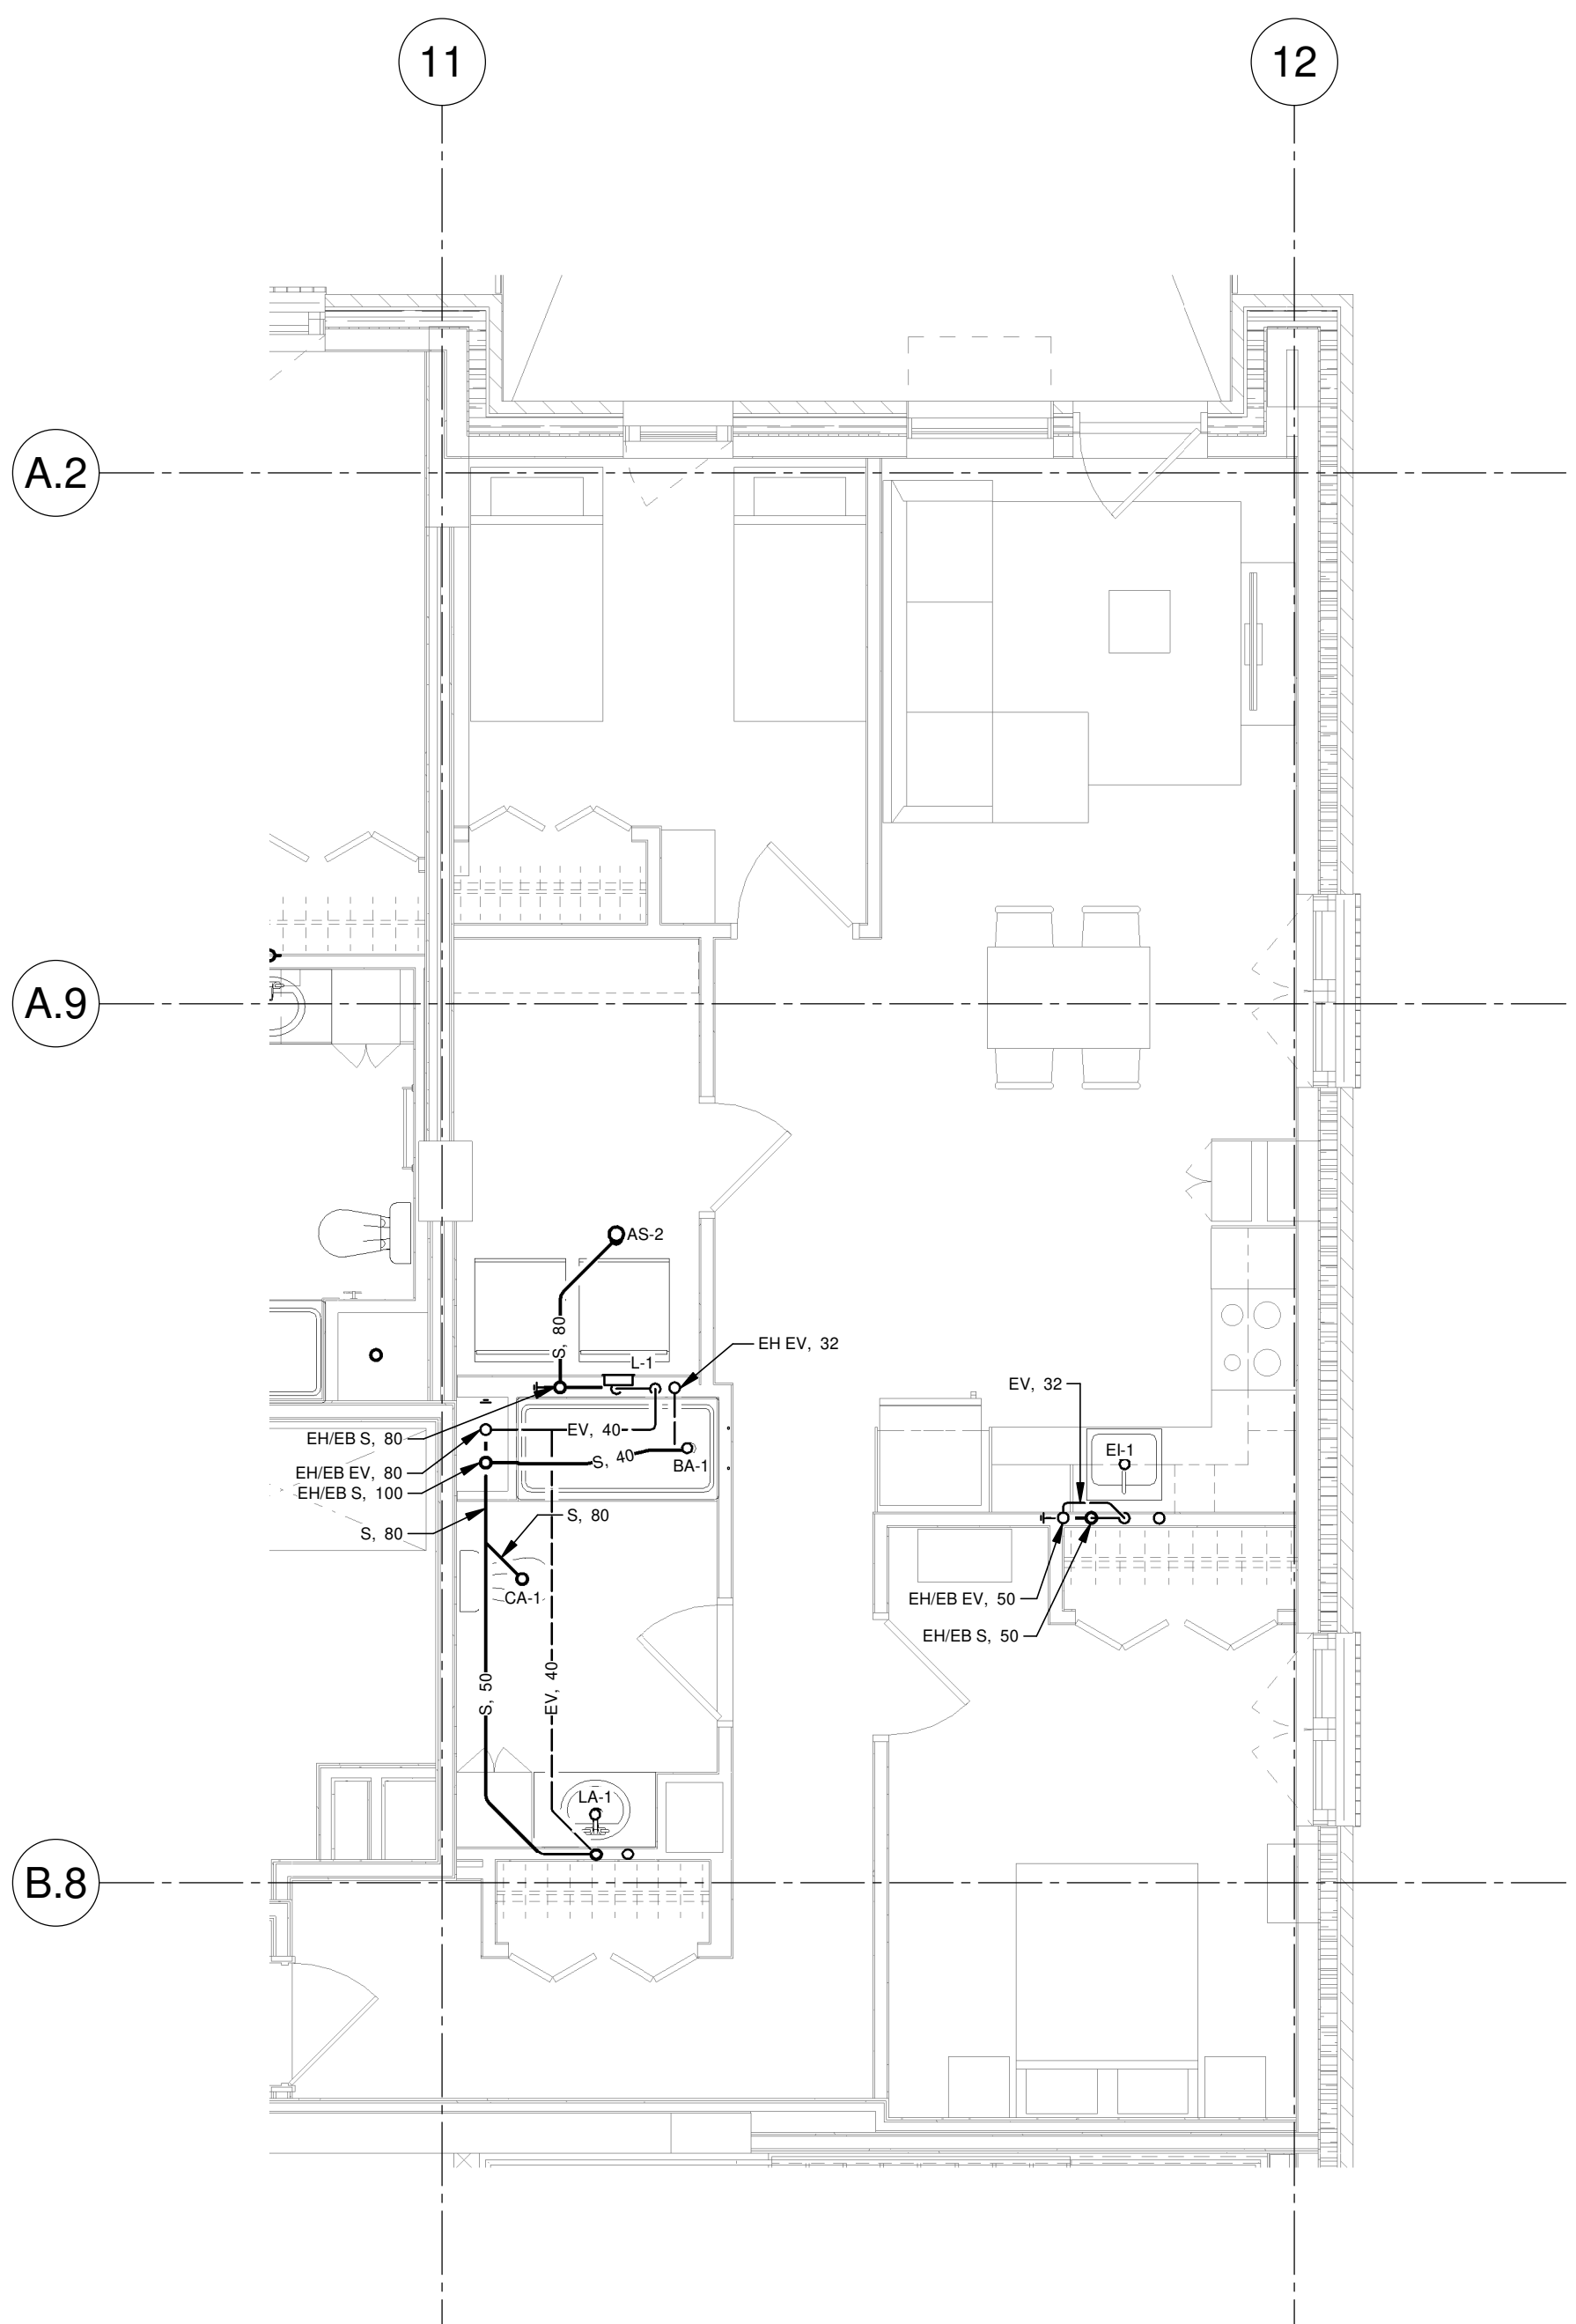 11
12
A.2
A.9
AS-2
S, 80
L-1
EH EV, 32
EV, 32
EH/EB S, 80
EV, 40
EI-1
EH/EB EV, 80
S, 40
BA-1
EH/EB S, 100
S, 80
S, 80
CA-1
EH/EB EV, 50
EH/EB S, 50
S, 50
EV, 40
LA-1
B.8